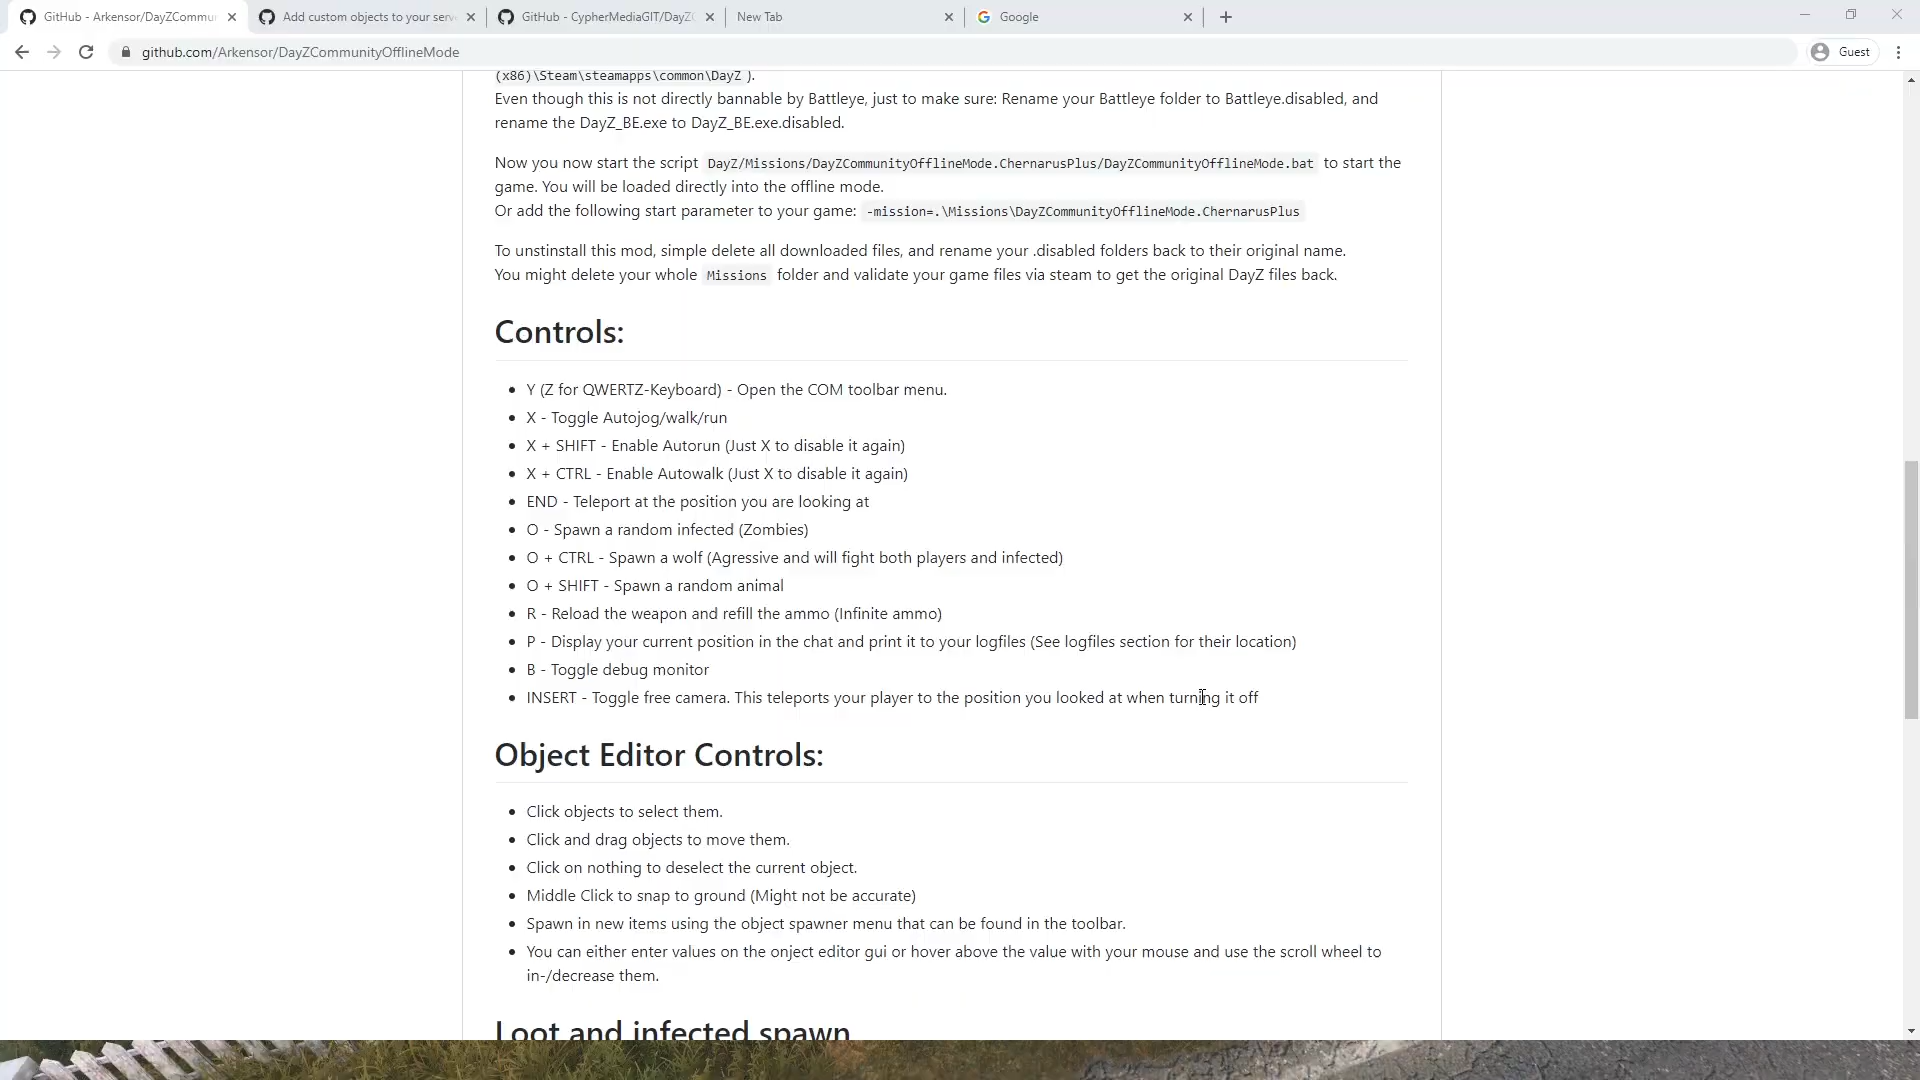 GitHub - Arkensor/DayZCommu
Add custom objects to your serve
GitHub - CypherMediaGIT/DayZC
New Tab
Google
github.com/Arkensor/DayZCommunityOfflineMode
Guest
(x86)\Steam\steamapps\common\DayZ ).
Even though this is not directly bannable by Battleye, just to make sure: Rename your Battleye folder to Battleye.disabled, and
rename the DayZ_BE.exe to DayZ_BE.exe.disabled.
Now you now start the script DayZ/Missions/DayZCommunityOfflineMode.ChernarusPlus/DayZCommunityOfflineMode.bat to start the
game. You will be loaded directly into the offline mode.
Or add the following start parameter to your game: -mission=.\Missions\DayZCommunityOfflineMode.ChernarusPlus
To unstinstall this mod, simple delete all downloaded files, and rename your .disabled folders back to their original name.
You might delete your whole Missions folder and validate your game files via steam to get the original DayZ files back.
Controls:
• Y (Z for QWERTZ-Keyboard) - Open the COM toolbar menu.
• X - Toggle Autojog/walk/run
• X + SHIFT - Enable Autorun (Just X to disable it again)
• X + CTRL - Enable Autowalk (Just X to disable it again)
• END - Teleport at the position you are looking at
• O - Spawn a random infected (Zombies)
• O + CTRL - Spawn a wolf (Agressive and will fight both players and infected)
• O + SHIFT - Spawn a random animal
• R - Reload the weapon and refill the ammo (Infinite ammo)
• P - Display your current position in the chat and print it to your logfiles (See logfiles section for their location)
• B - Toggle debug monitor
• INSERT - Toggle free camera. This teleports your player to the position you looked at when turning it off
Object Editor Controls:
• Click objects to select them.
• Click and drag objects to move them.
• Click on nothing to deselect the current object.
• Middle Click to snap to ground (Might not be accurate)
• Spawn in new items using the object spawner menu that can be found in the toolbar.
• You can either enter values on the onject editor gui or hover above the value with your mouse and use the scroll wheel to
in-/decrease them.
Loot and infected spawn